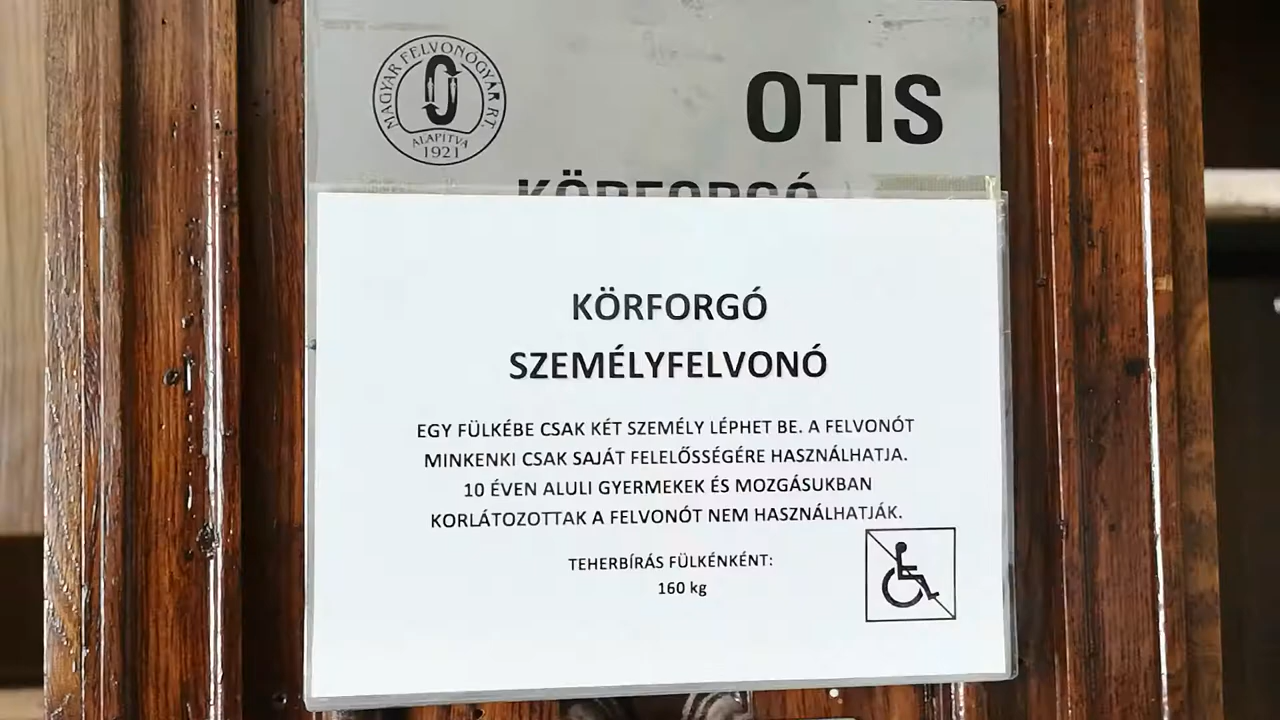 MAGYAR FELVONÓGYÁR RT.
ALAPÍTVA
1921
OTIS
KÖRFORGÓ
KÖRFORGÓ
SZEMÉLYFELVONÓ
EGY FÜLKÉBE CSAK KÉT SZEMÉLY LÉPHET BE. A FELVONÓT
MINKENKI CSAK SAJÁT FELELŐSSÉGÉRE HASZNÁLHATJA.
10 ÉVEN ALULI GYERMEKEK ÉS MOZGÁSUKBAN
KORLÁTOZOTTAK A FELVONÓT NEM HASZNÁLHATJÁK.
TEHERBÍRÁS FÜLKÉNKÉNT:
160 kg